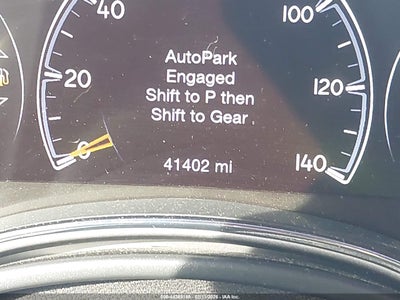 40
100
AutoPark
Engaged
Shift to P then
Shift to Gear
20
120
0
41402 mi
140